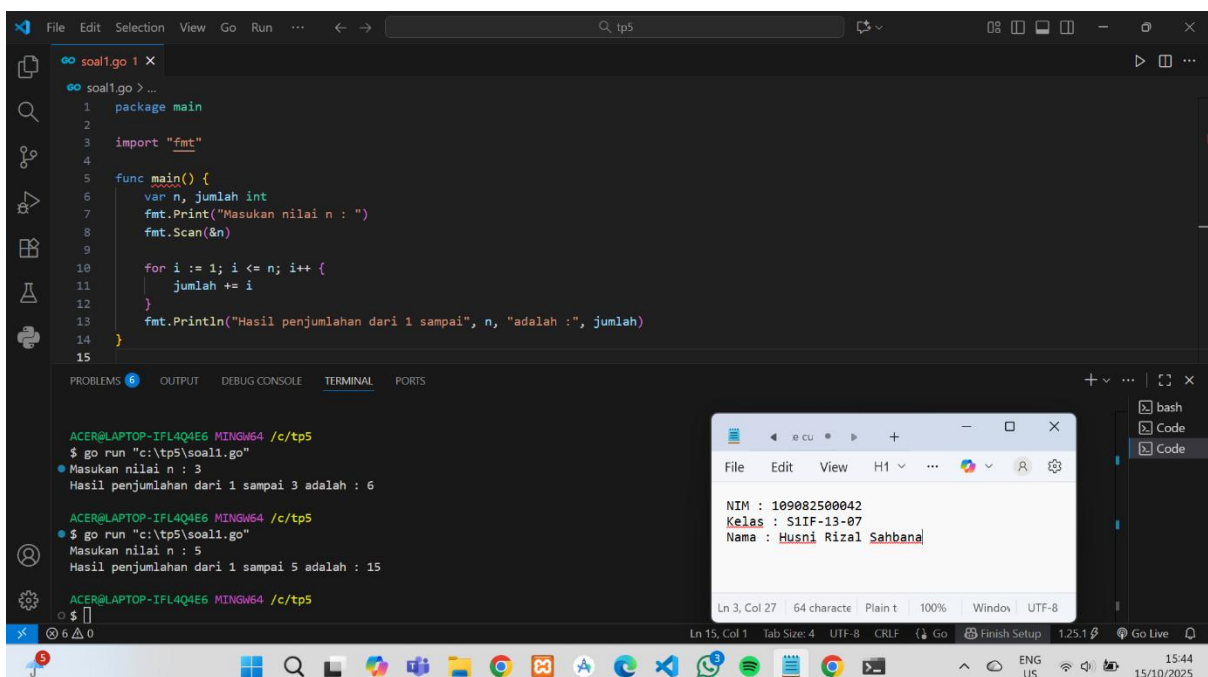 File Edit Selection View Go Run ... ← → tp5
soal1.go 1 ×
soal1.go > ...
1 package main
2
3 import "fmt"
4
5 func main() {
6 var n, jumlah int
7 fmt.Print("Masukan nilai n : ")
8 fmt.Scan(&n)
9
10 for i := 1; i <= n; i++ {
11 jumlah += i
12 }
13 fmt.Println("Hasil penjumlahan dari 1 sampai", n, "adalah :", jumlah)
14 }
15
PROBLEMS 6 OUTPUT DEBUG CONSOLE TERMINAL PORTS
bash
Code
Code
ACER@LAPTOP-IFL4Q4E6 MINGW64 /c/tp5
$ go run "c:\tp5\soal1.go"
Masukan nilai n : 3
Hasil penjumlahan dari 1 sampai 3 adalah : 6
ACER@LAPTOP-IFL4Q4E6 MINGW64 /c/tp5
$ go run "c:\tp5\soal1.go"
Masukan nilai n : 5
Hasil penjumlahan dari 1 sampai 5 adalah : 15
ACER@LAPTOP-IFL4Q4E6 MINGW64 /c/tp5
$
e cu
File Edit View H1 ...
NIM : 109082500042
Kelas : S1IF-13-07
Nama : Husni Rizal Sahbana
Ln 3, Col 27 64 characte Plain t 100% Windov UTF-8
6 0 Ln 15, Col 1 Tab Size: 4 UTF-8 CRLF Go Finish Setup 1.25.1 Go Live
5 3 ENG US 15:44
15/10/2025